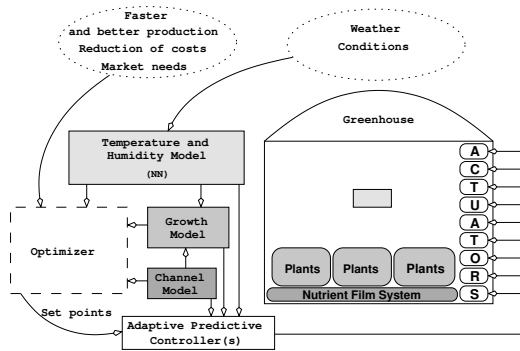 Faster
and better production
Reduction of costs
Market needs
Weather
Conditions
Greenhouse
Temperature and
Humidity Model
(NN)
Growth
Model
Optimizer
Channel
Model
Set points
Adaptive Predictive
Controller(s)
A
C
T
U
A
T
O
R
S
Plants
Plants
Plants
Nutrient Film System